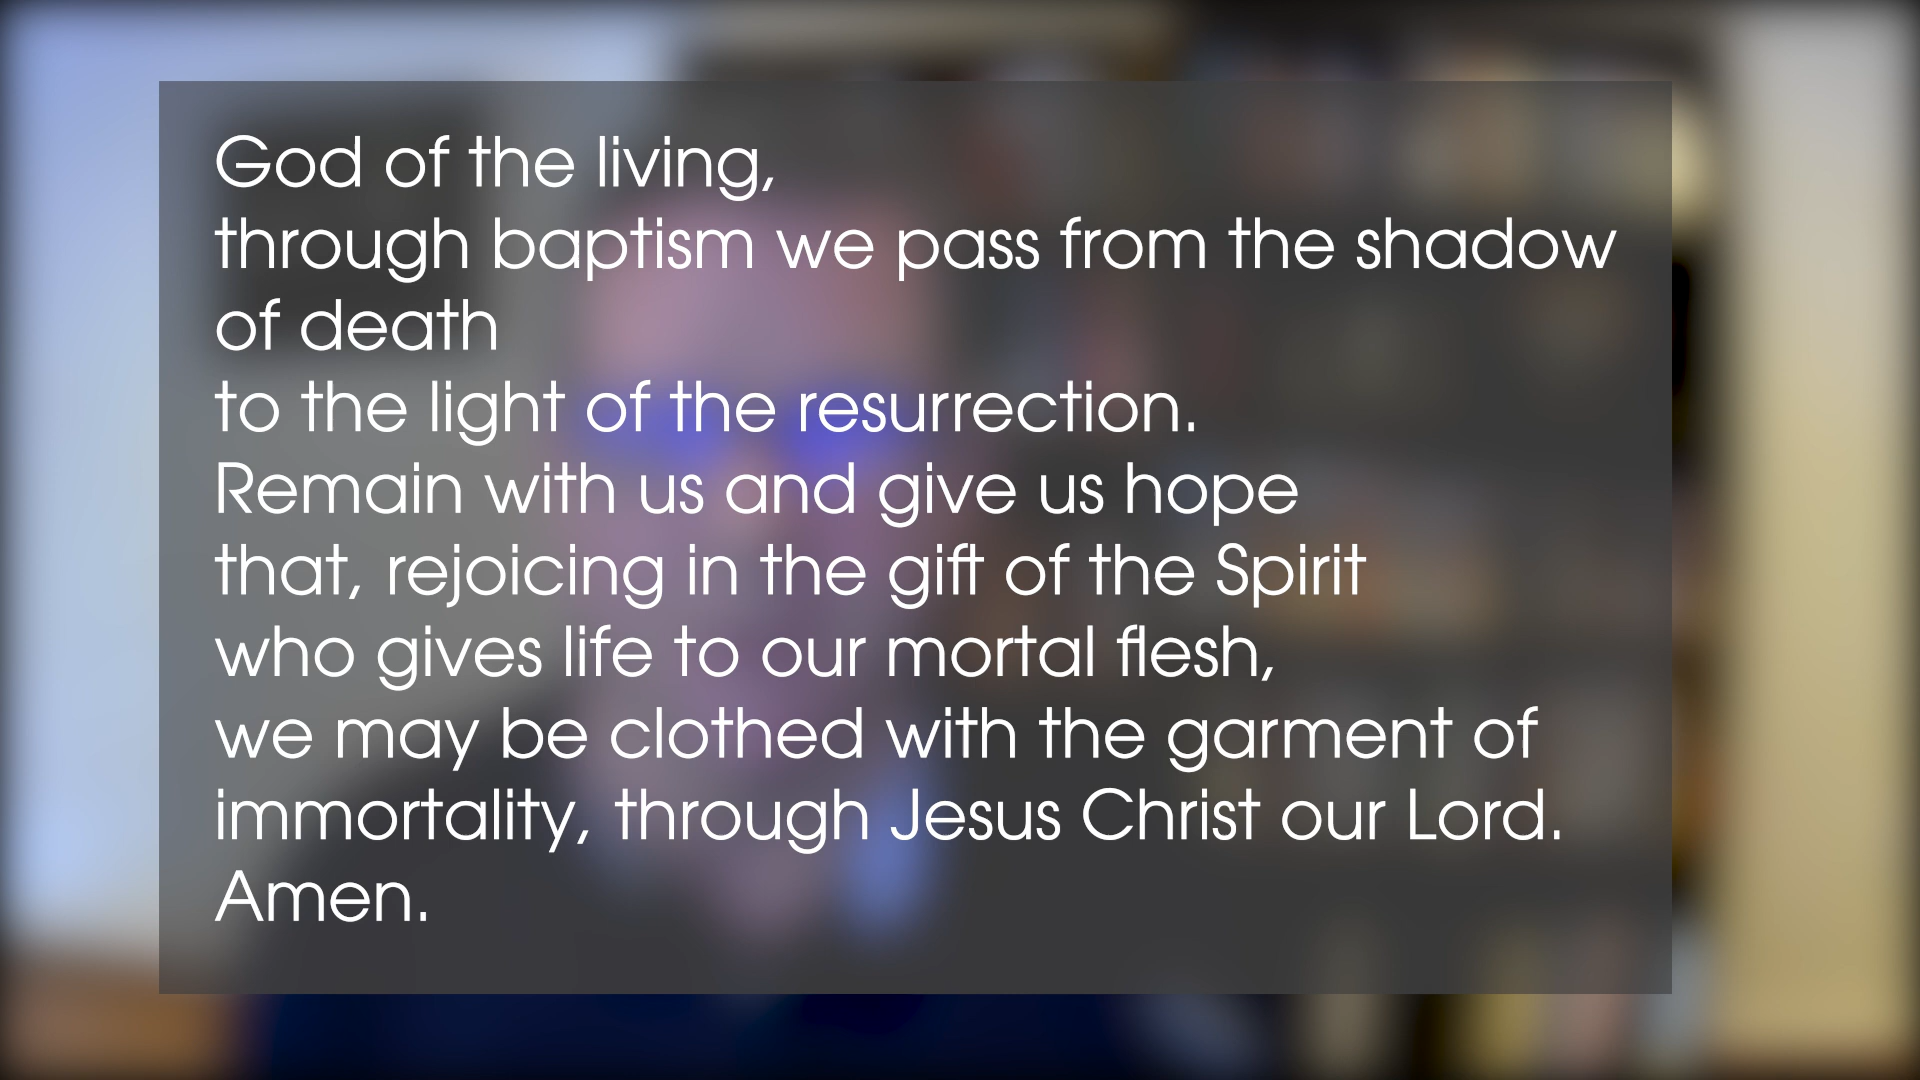 God of the living,
through baptism we pass from the shadow
of death
to the light of the resurrection.
Remain with us and give us hope
that, rejoicing in the gift of the Spirit
who gives life to our mortal flesh,
we may be clothed with the garment of
immortality, through Jesus Christ our Lord.
Amen.